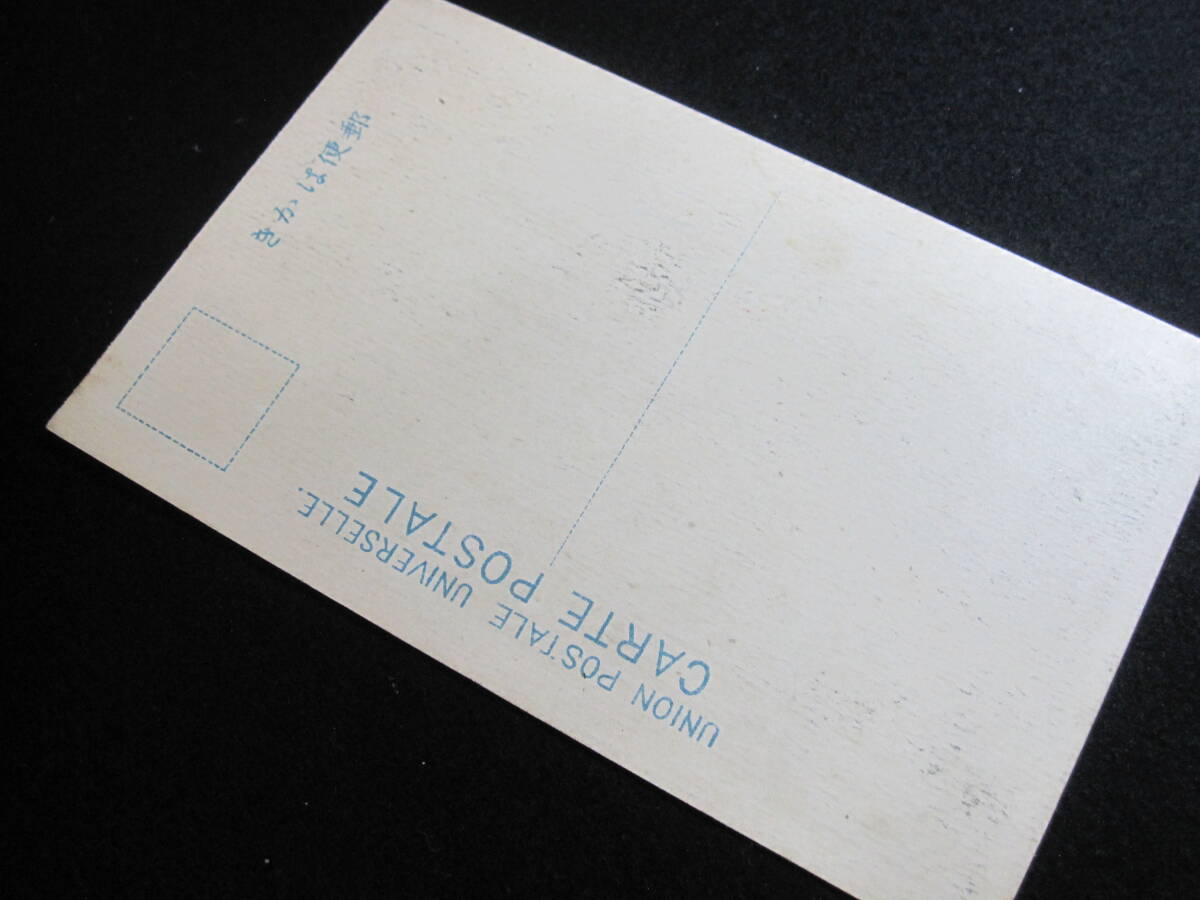 UNION POSTALE UNIVERSELLE.
CARTE POSTALE
郵便はかき